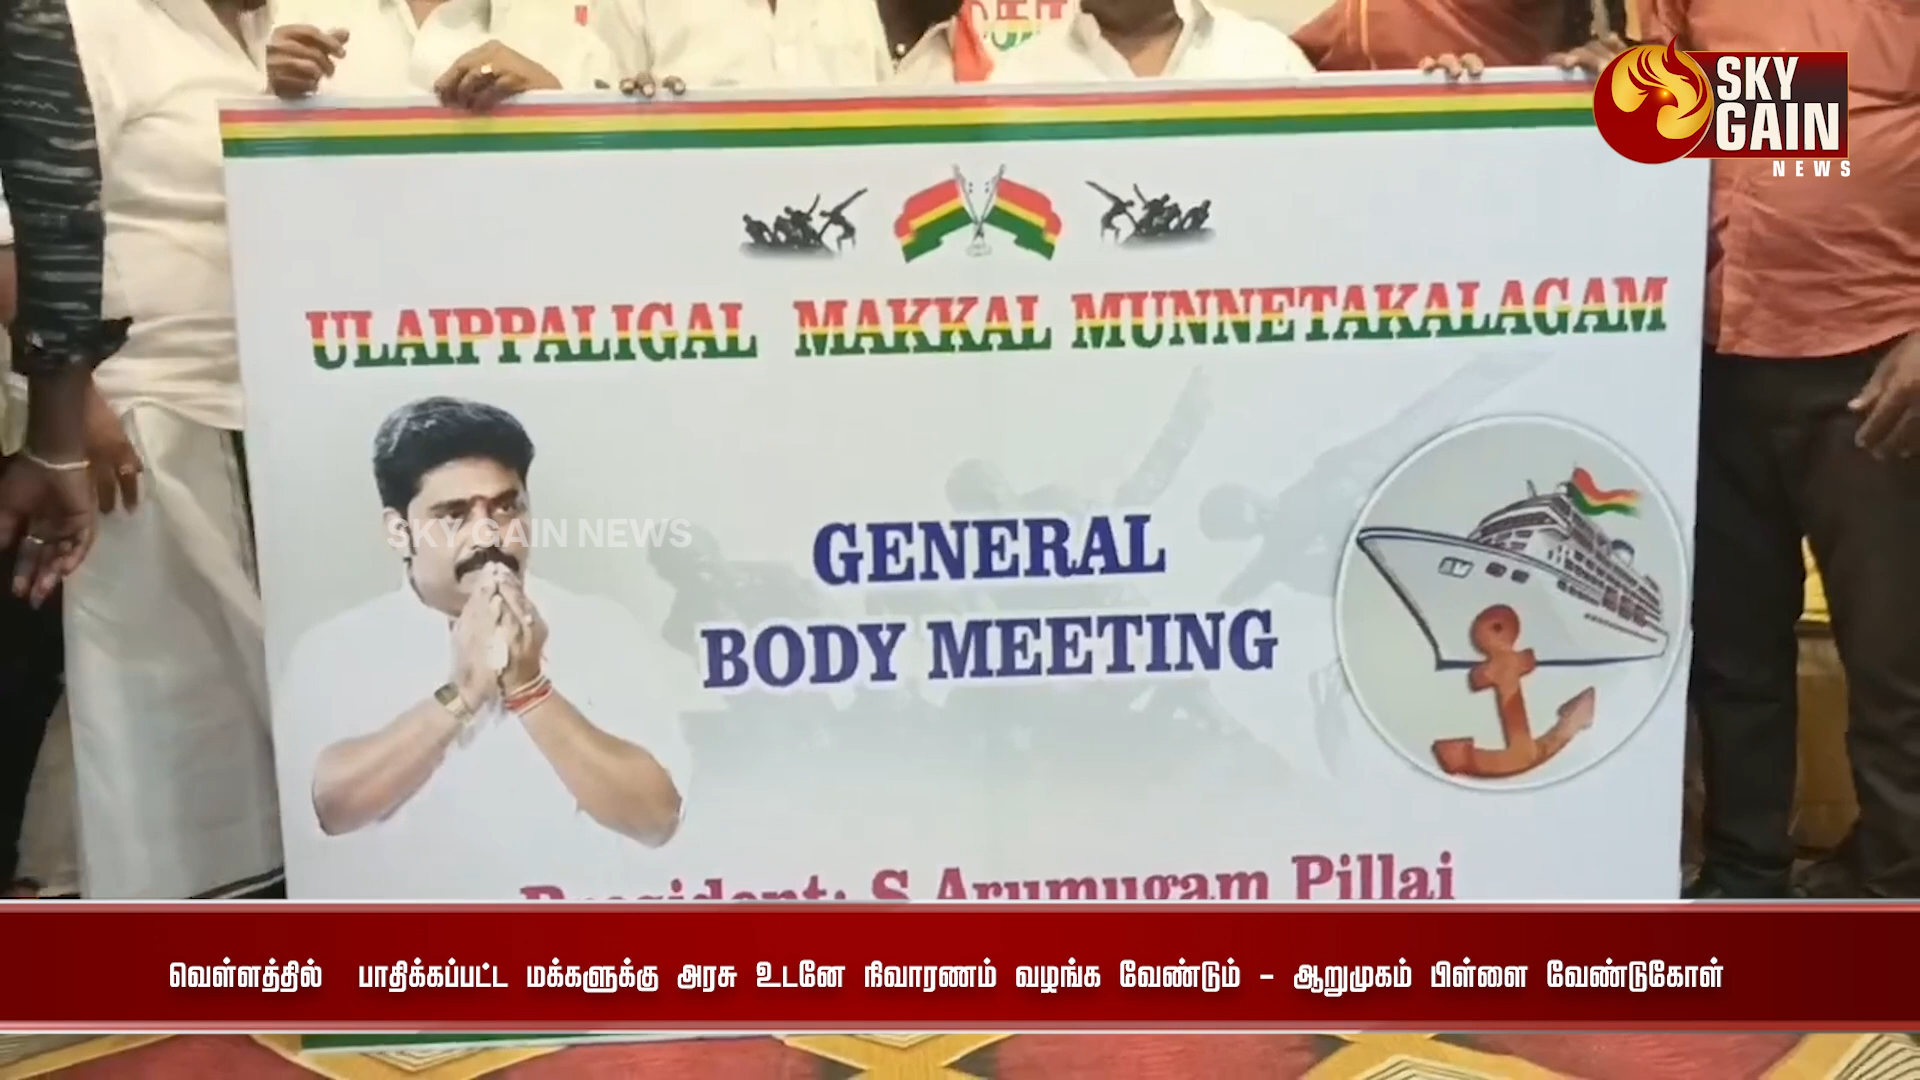 SKY
GAIN
NEWS
ULAIPPALIGAL MAKKAL MUNNETAKALAGAM
SKY GAIN NEWS
GENERAL
BODY MEETING
President: S Arumugam Pillai
வெள்ளத்தில் பாதிக்கப்பட்ட மக்களுக்கு அரசு உடனே நிவாரணம் வழங்க வேண்டும் - ஆறுமுகம் பிள்ளை வேண்டுகோள்